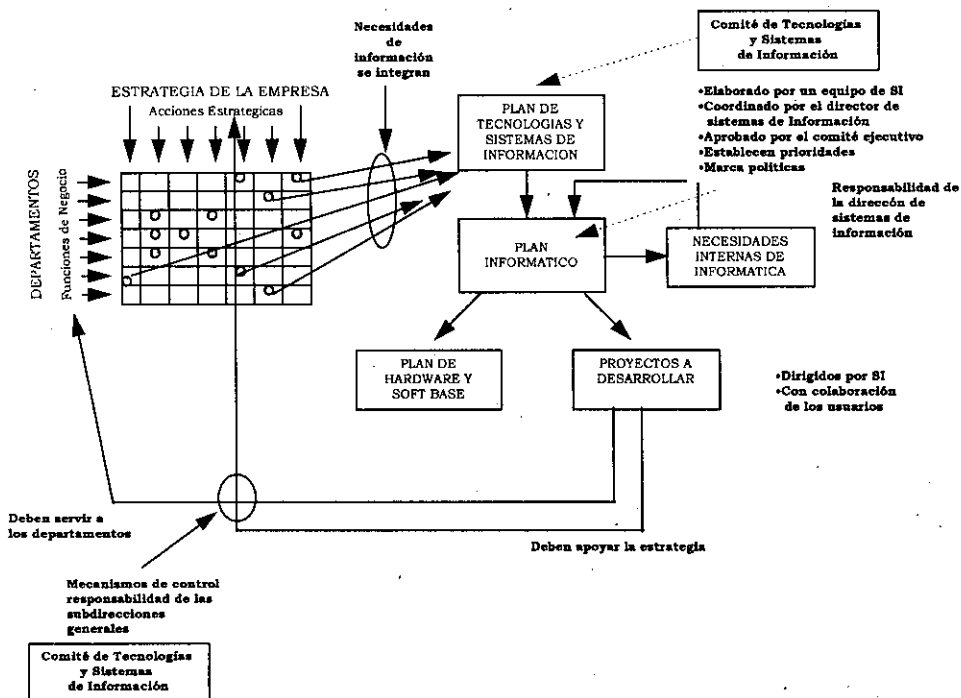 Necesidades
de
información
se integran
Comité de Tecnologías
y Sistemas
de Información
ESTRATEGIA DE LA EMPRESA
Acciones Estrategicas
PLAN DE
TECNOLOGIAS Y
SISTEMAS DE
INFORMACION
•Elaborado por un equipo de SI
•Coordinado por el director de
sistemas de Información
•Aprobado por el comité ejecutivo
•Establecen prioridades
•Marca politicas
DEPARTAMENTOS
Funciones de Negocio
Responsabilidad de
la direccón de
sistemas de
información
PLAN
INFORMATICO
NECESIDADES
INTERNAS DE
INFORMATICA
PLAN DE
HARDWARE Y
SOFT BASE
PROYECTOS A
DESARROLLAR
•Dirigidos por SI
•Con colaboración
de los usuarios
Deben servir a
los departamentos
Deben apoyar la estrategia
Mecanismos de control
responsabilidad de las
subdirecciones
generales
Comité de Tecnologías
y Sistemas
de Información